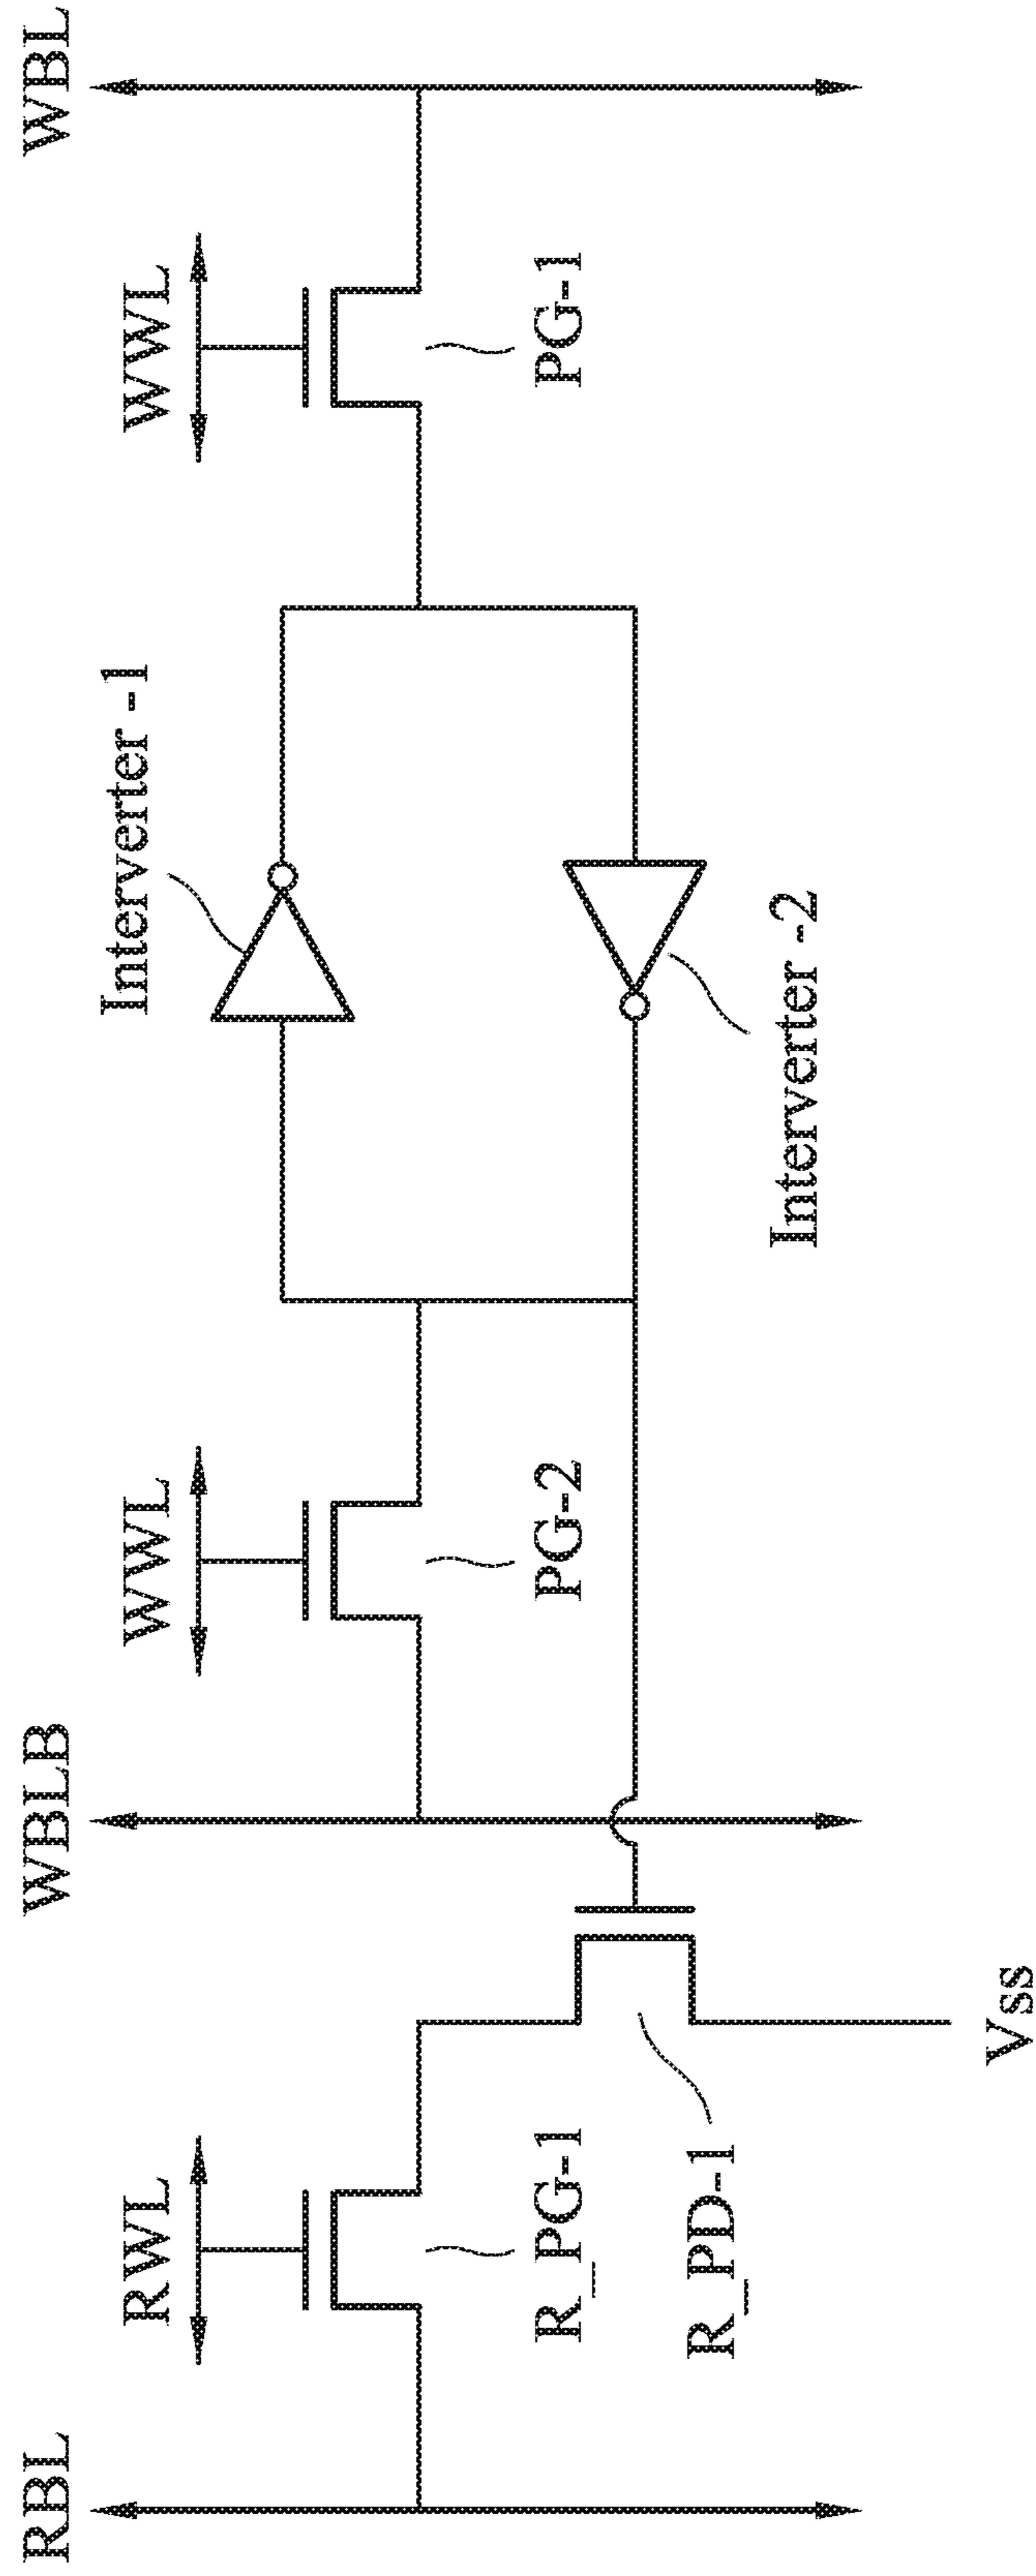 RBL
RWL
R_PG-1
R_PD-1
Vss
WBLB
WWL
PG-2
Interverter -1
Interverter -2
WWL
PG-1
WBL